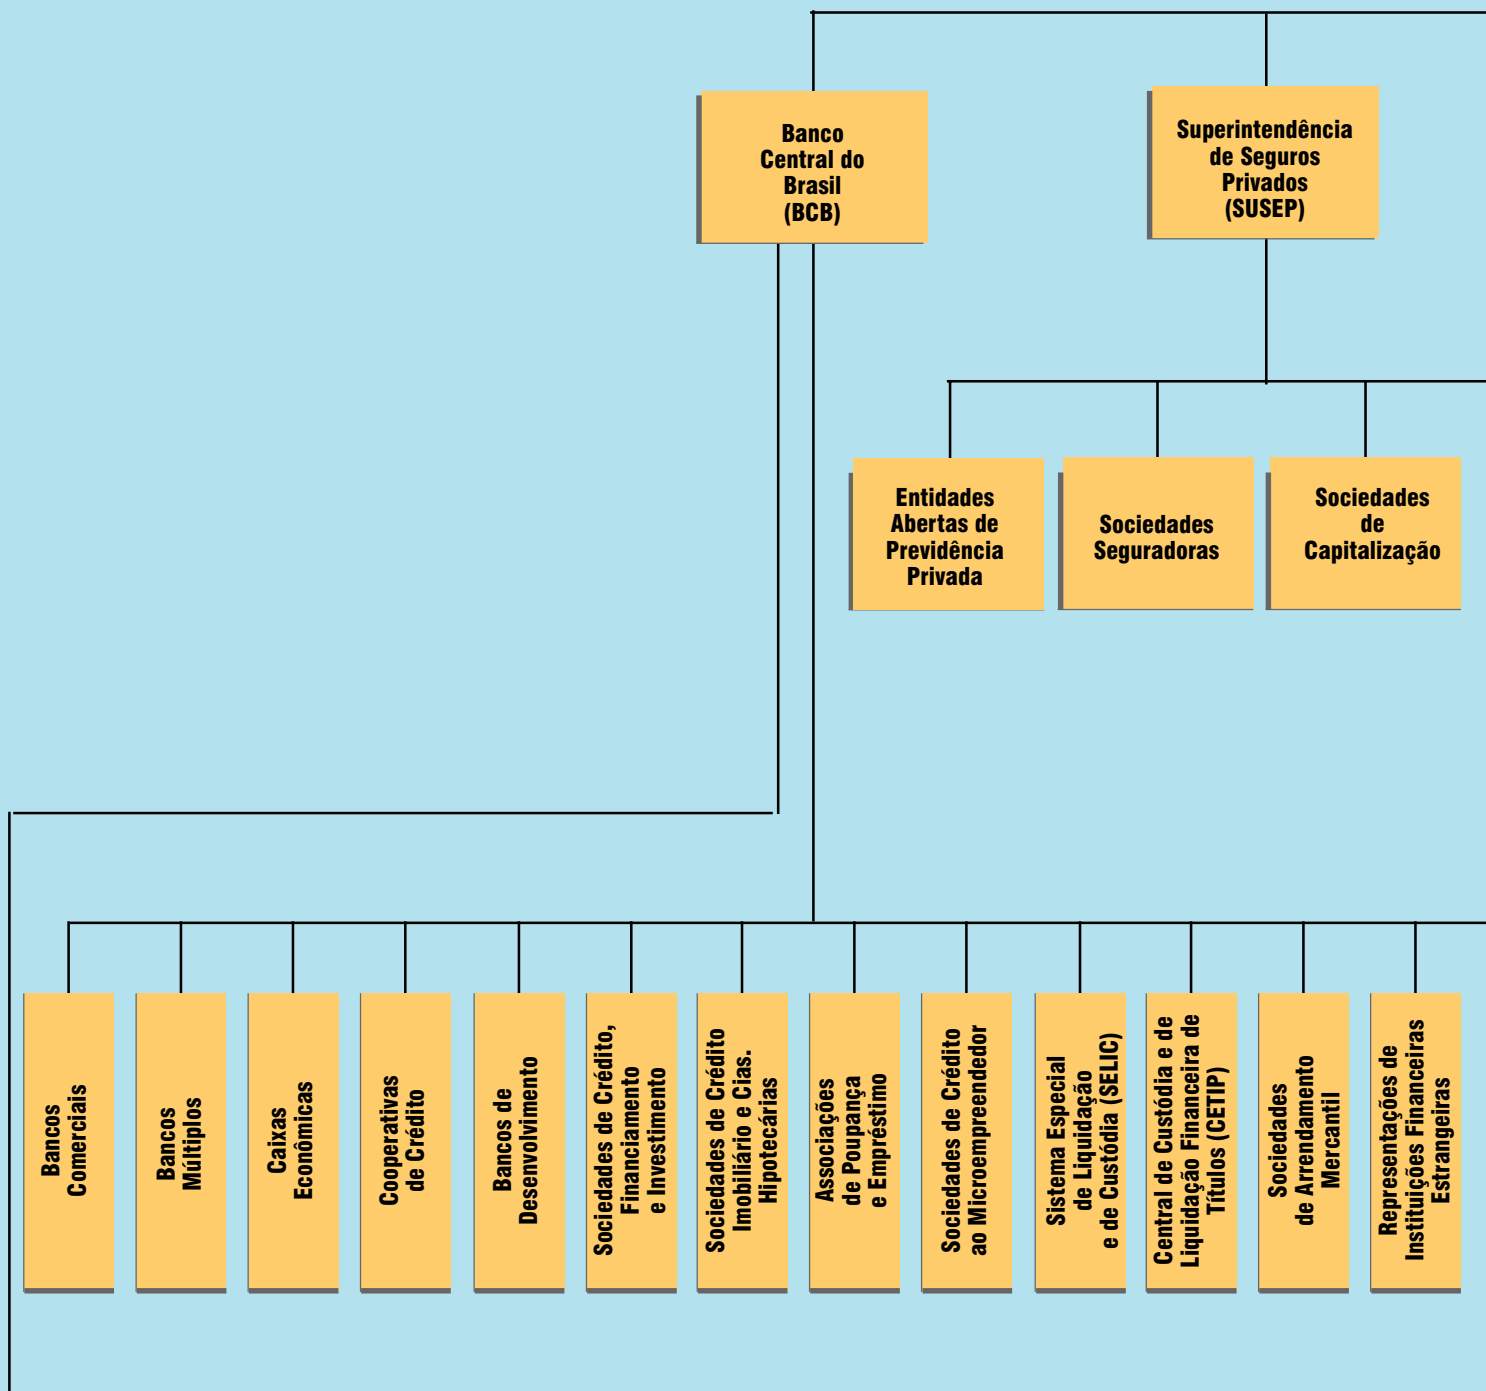 Banco
Central do
Brasil
(BCB)
Superintendência
de Seguros
Privados
(SUSEP)
Entidades
Abertas de
Previdência
Privada
Sociedades
Seguradoras
Sociedades
de
Capitalização
Bancos
Comerciais
Bancos
Múltiplos
Caixas
Econômicas
Cooperativas
de Crédito
Bancos de
Desenvolvimento
Sociedades de Crédito,
Financiamento
e Investimento
Sociedades de Crédito
Imobiliário e Cias.
Hipotecárias
Associações
de Poupança
e Empréstimo
Sociedades de Crédito
ao Microempreendedor
Sistema Especial
de Liquidação
e de Custódia (SELIC)
Central de Custódia e de
Liquidação Financeira de
Títulos (CETIP)
Sociedades
de Arrendamento
Mercantil
Representações de
Instituições Financeiras
Estrangeiras